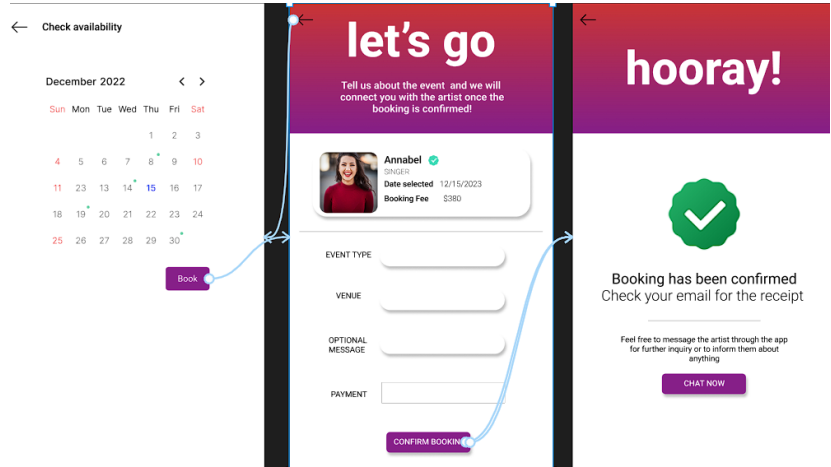 Check availability
December 2022
Sun Mon Tue Wed Thu Fri Sat
1 2 3
4 5 6 7 8 9 10
11 23 13 14 15 16 17
18 19 20 21 22 23 24
25 26 27 28 29 30
Book
let's go
Tell us about the event and we will
connect you with the artist once the
booking is confirmed!
Annabel
SINGER
Date selected 12/15/2023
Booking Fee $380
EVENT TYPE
VENUE
OPTIONAL
MESSAGE
PAYMENT
CONFIRM BOOKING
hooray!
Booking has been confirmed
Check your email for the receipt
Feel free to message the artist through the app
for further inquiry or to inform them about
anything
CHAT NOW